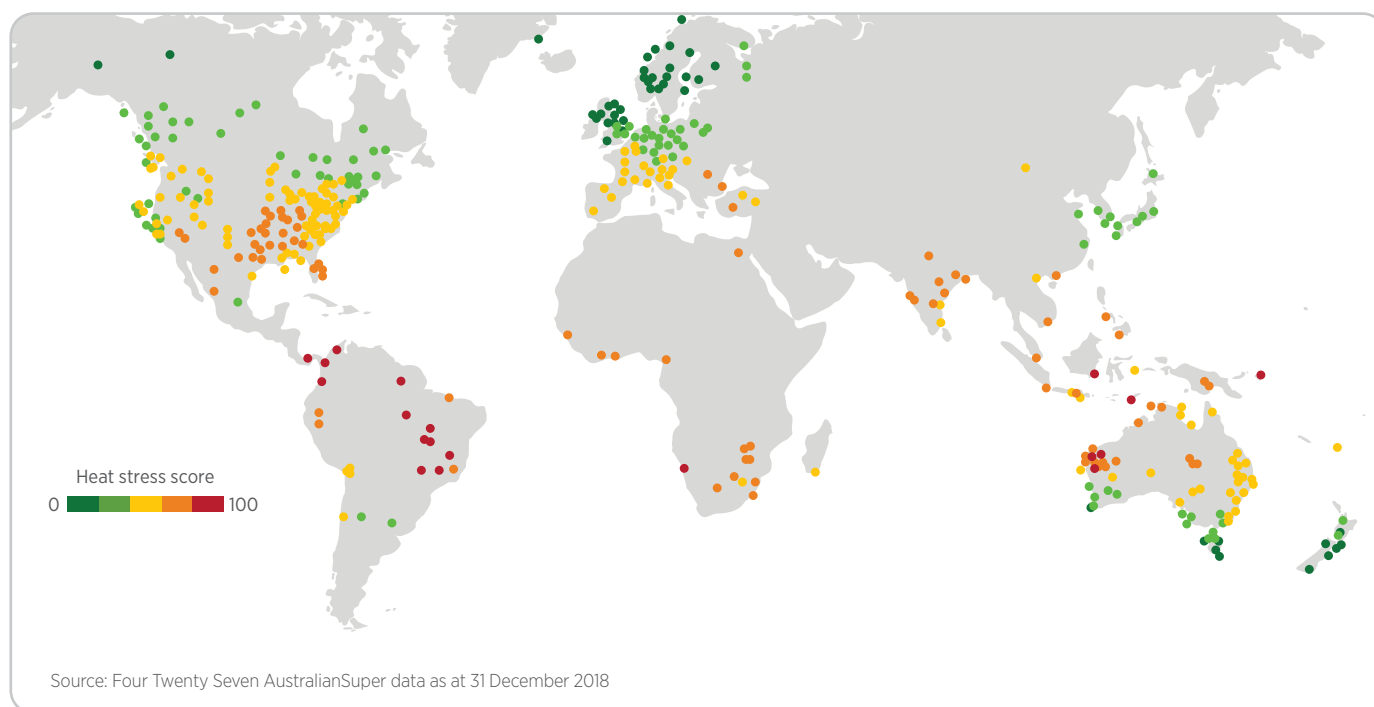 Heat stress score
0 100
Source: Four Twenty Seven AustralianSuper data as at 31 December 2018